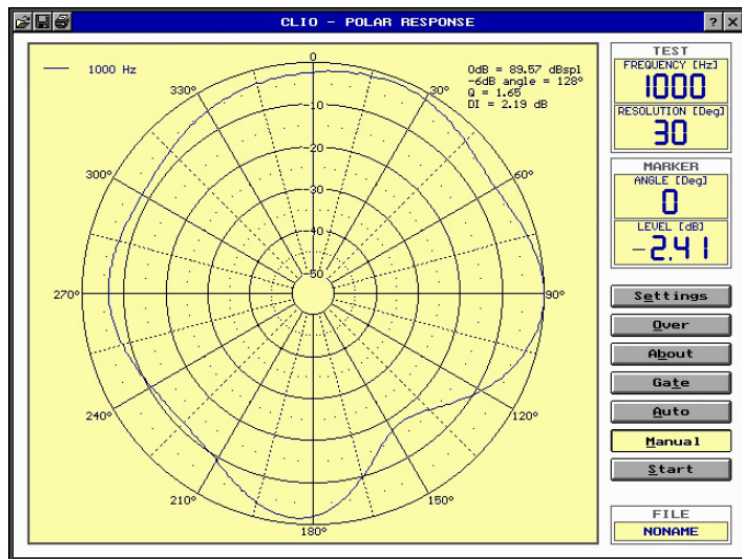 CLIO - POLAR RESPONSE
? X
1000 Hz
0dB = 89.57 dBspl
-6dB angle = 128°
Q = 1.65
DI = 2.19 dB
0
330°
30°
-10
-20
300°
60°
-30
-40
-50
270°
90°
240°
120°
210°
150°
180°
TEST
FREQUENCY [Hz]
1000
RESOLUTION [Deg]
30
MARKER
ANGLE [Deg]
0
LEVEL [dB]
-2.41
Settings
Over
About
Gate
Auto
Manual
Start
FILE
NONAME